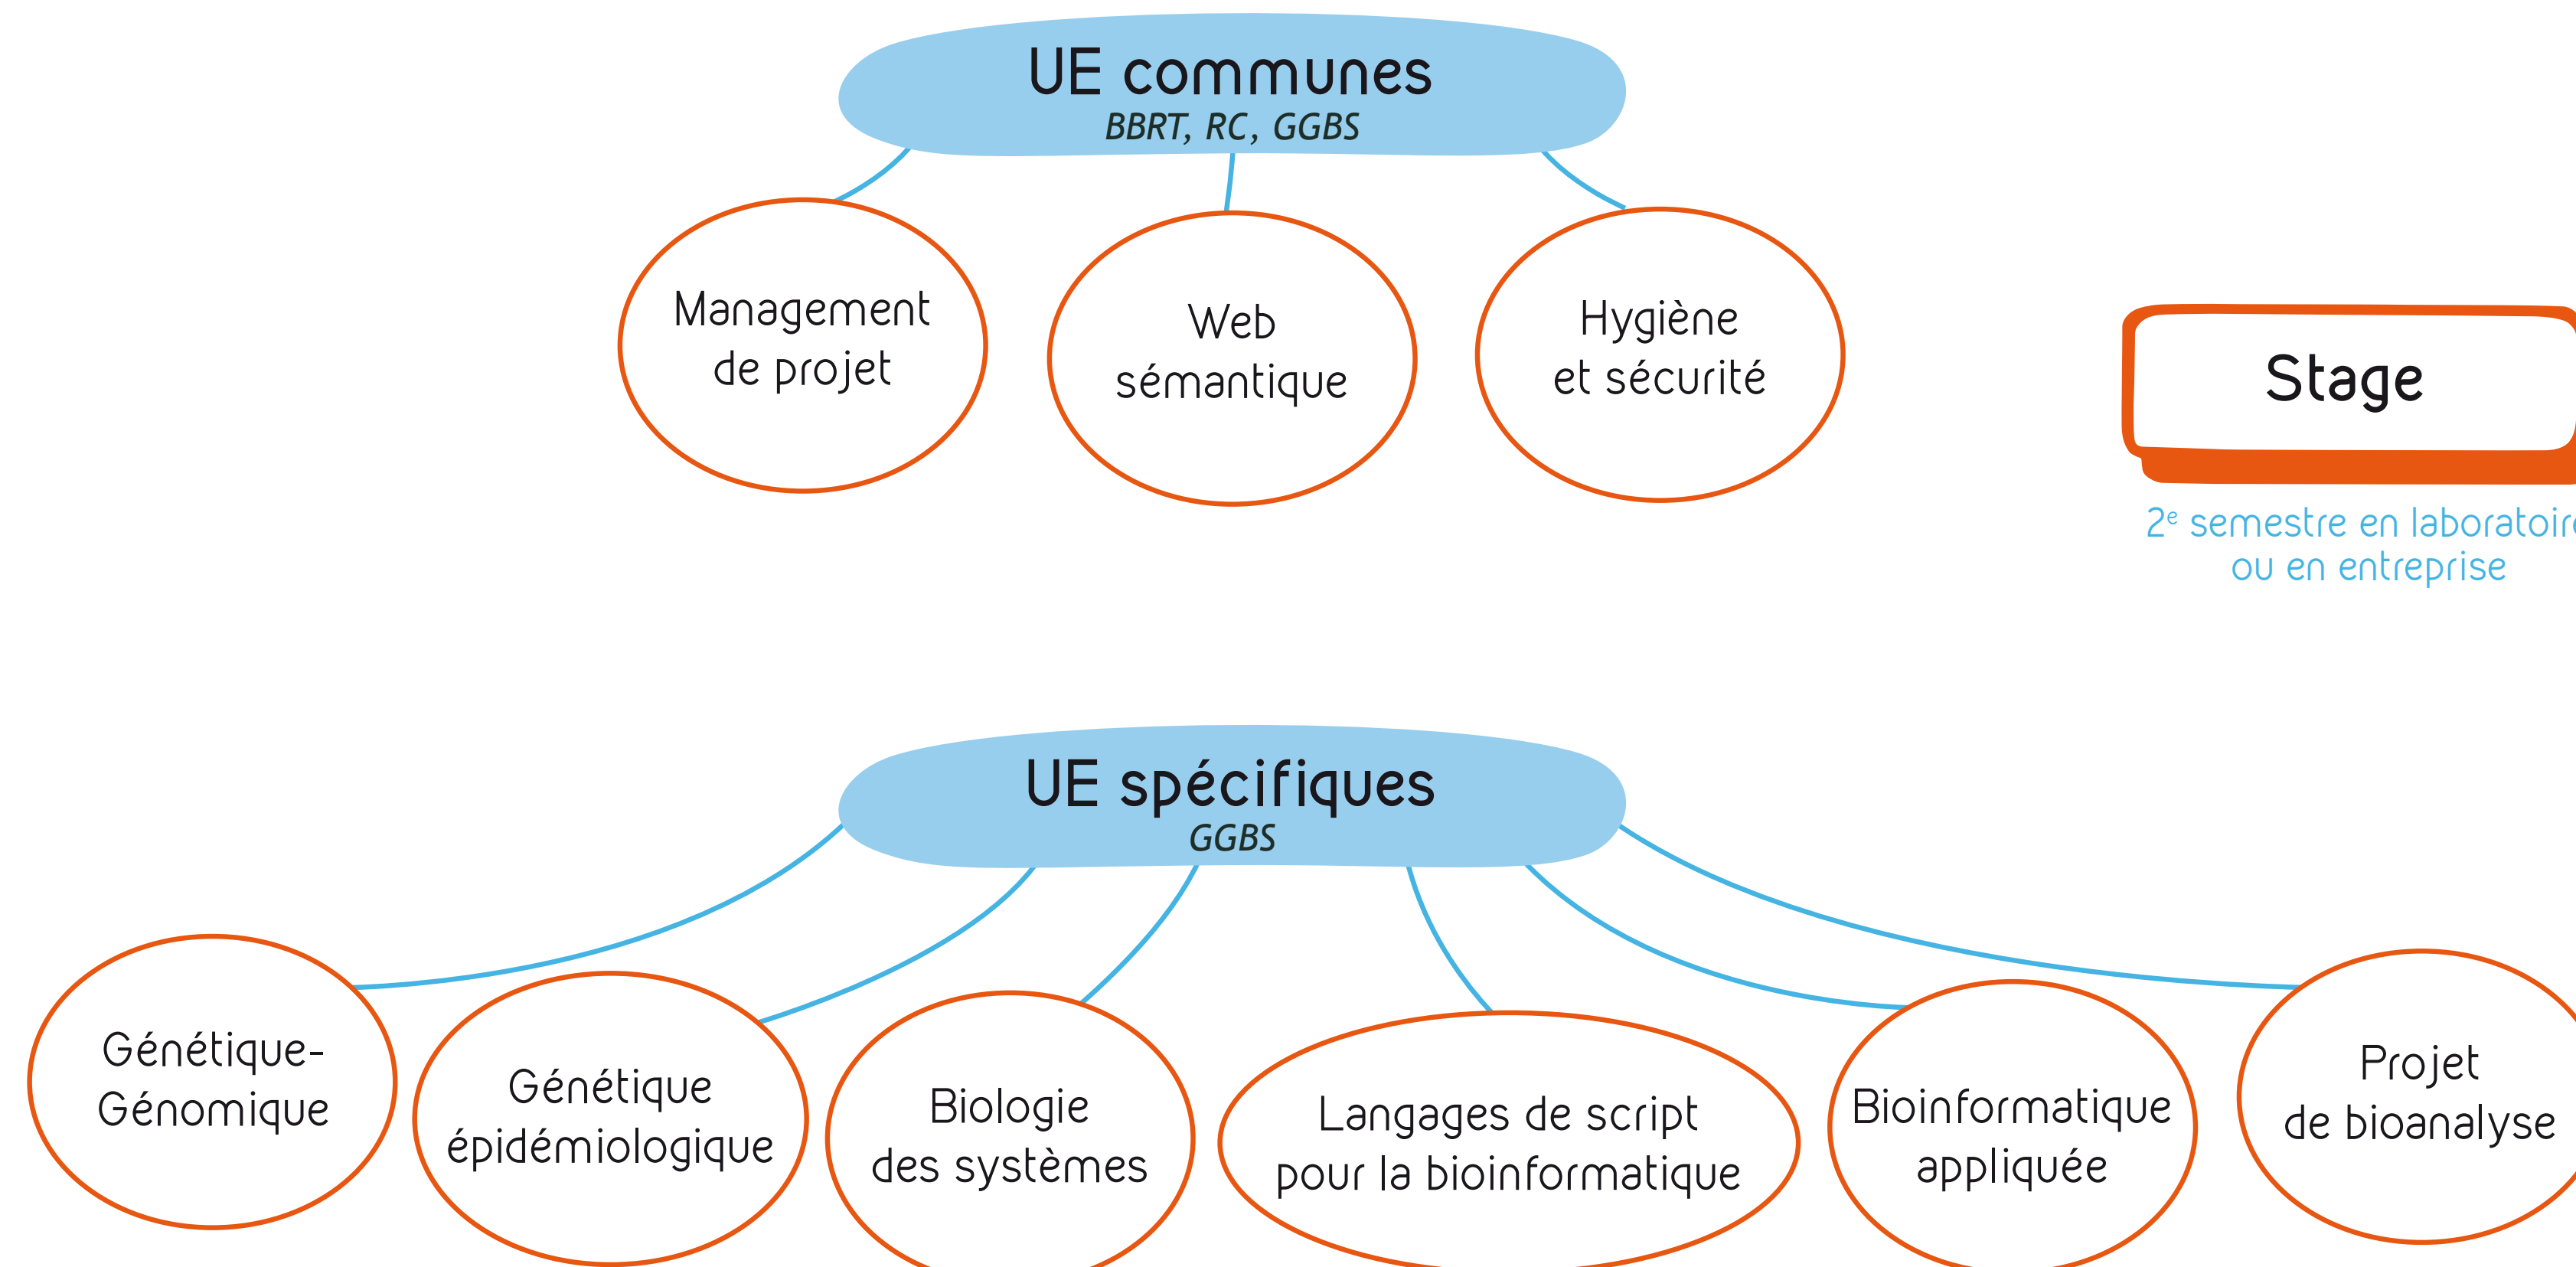 UE communes
BBRT, RC, GGBS
Management
de projet
Web
sémantique
Hygiène
et sécurité
Stage
2e semestre en laboratoire
ou en entreprise
UE spécifiques
GGBS
Génétique-
Génomique
Génétique
épidémiologique
Biologie
des systèmes
Langages de script
pour la bioinformatique
Bioinformatique
appliquée
Projet
de bioanalyse